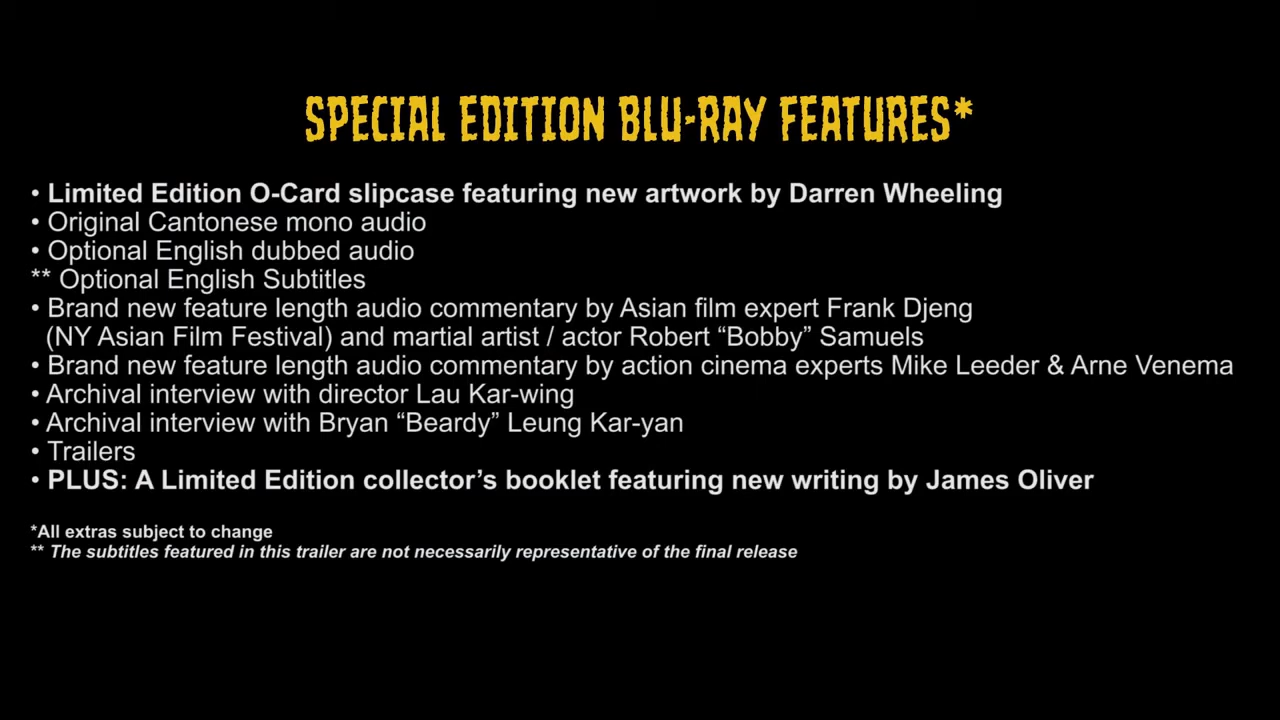 SPECIAL EDITION BLU-RAY FEATURES*
• Limited Edition O-Card slipcase featuring new artwork by Darren Wheeling
• Original Cantonese mono audio
• Optional English dubbed audio
** Optional English Subtitles
• Brand new feature length audio commentary by Asian film expert Frank Djeng
(NY Asian Film Festival) and martial artist / actor Robert “Bobby” Samuels
• Brand new feature length audio commentary by action cinema experts Mike Leeder & Arne Venema
• Archival interview with director Lau Kar-wing
• Archival interview with Bryan “Beardy” Leung Kar-yan
• Trailers
• PLUS: A Limited Edition collector’s booklet featuring new writing by James Oliver
*All extras subject to change
** The subtitles featured in this trailer are not necessarily representative of the final release